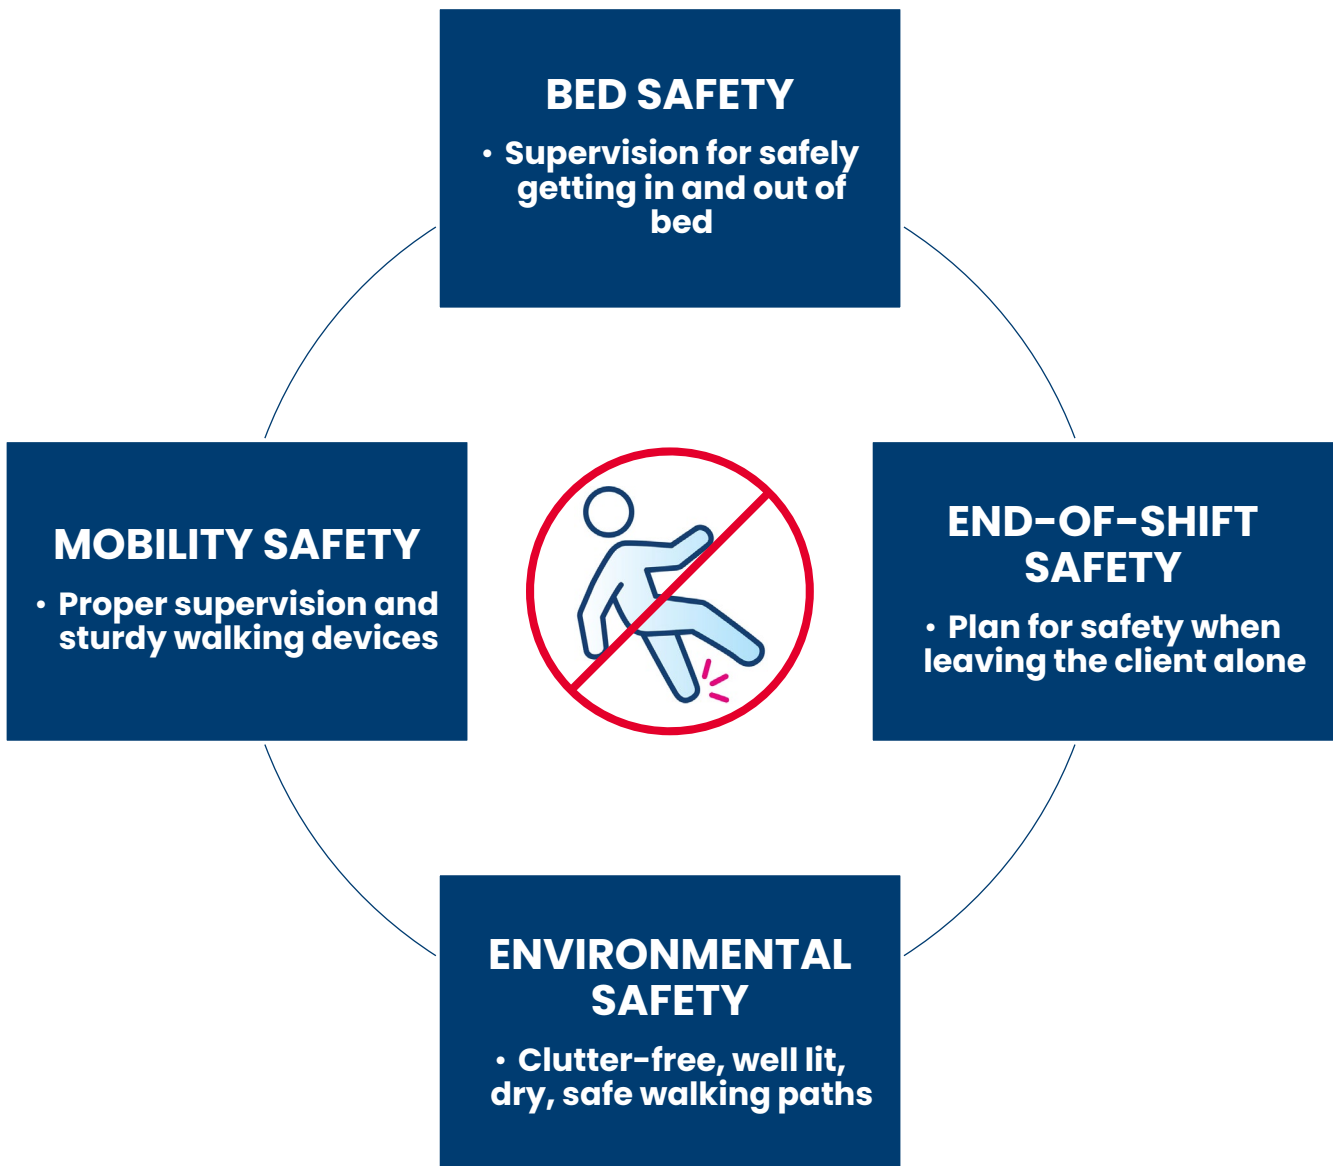 BED SAFETY
• Supervision for safely
getting in and out of
bed
MOBILITY SAFETY
• Proper supervision and
sturdy walking devices
END-OF-SHIFT
SAFETY
• Plan for safety when
leaving the client alone
ENVIRONMENTAL
SAFETY
• Clutter-free, well lit,
dry, safe walking paths